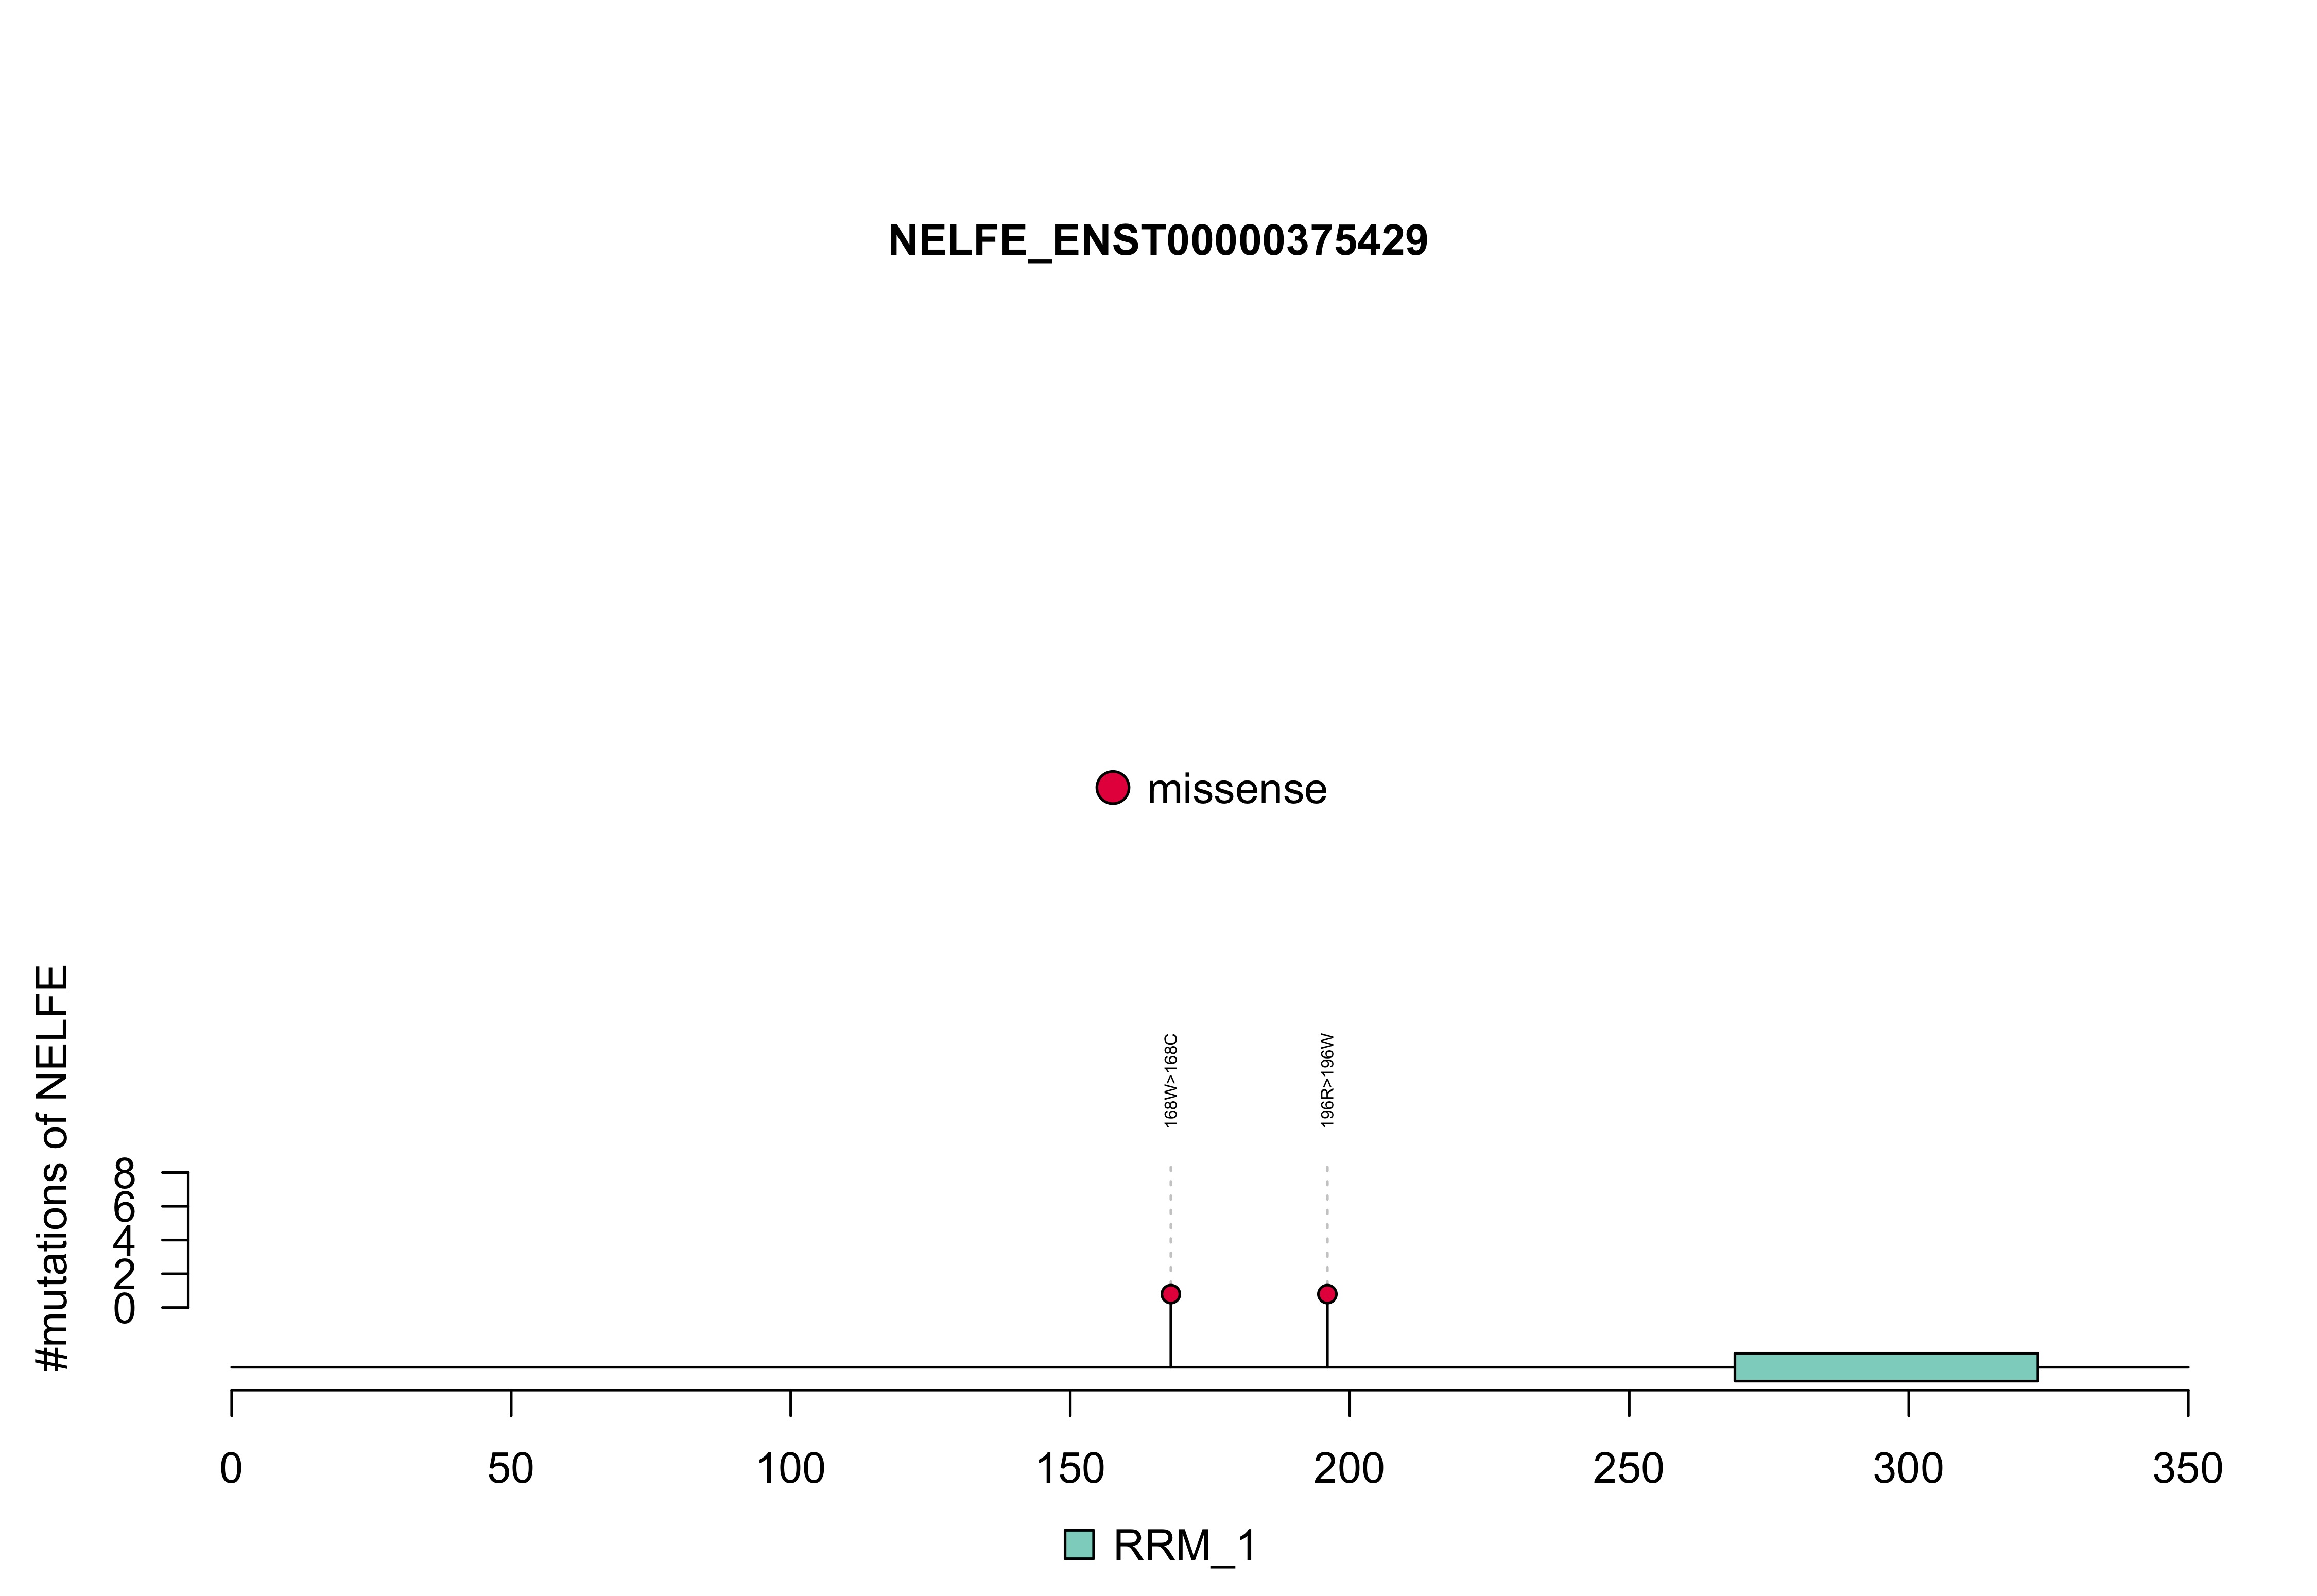 NELFE_ENST00000375429
missense
#mutations of NELFE
168W>168C
196R>196W
8
6
4
2
0
0 50 100 150 200 250 300 350
RRM_1